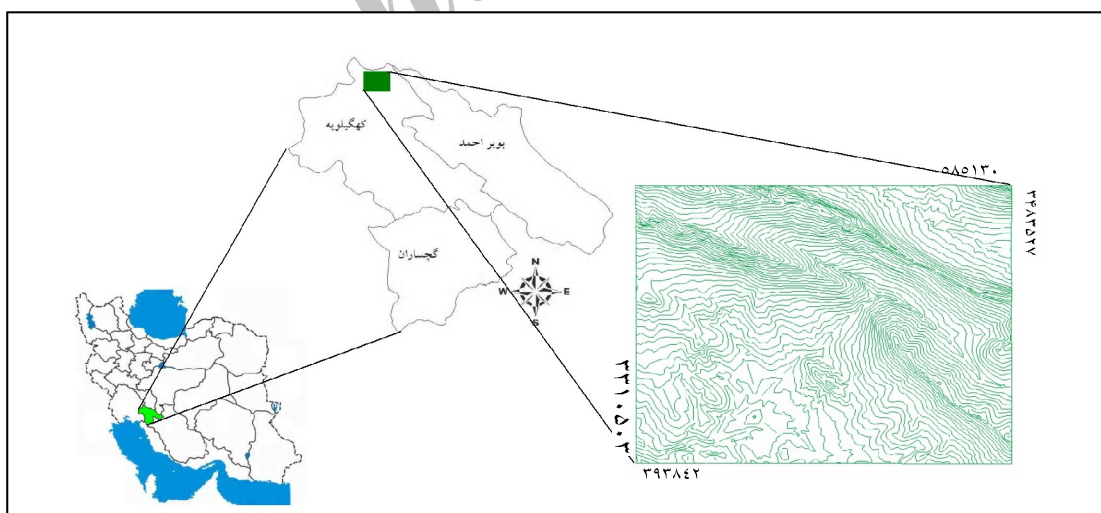 کهگیلویه
بویر احمد
گچساران
N
W E
S
۵۸۵۱۳۰
۳۴۸۳۵۲۷
۳۳۱۰۵۰۳
۳۹۳۸۴۲